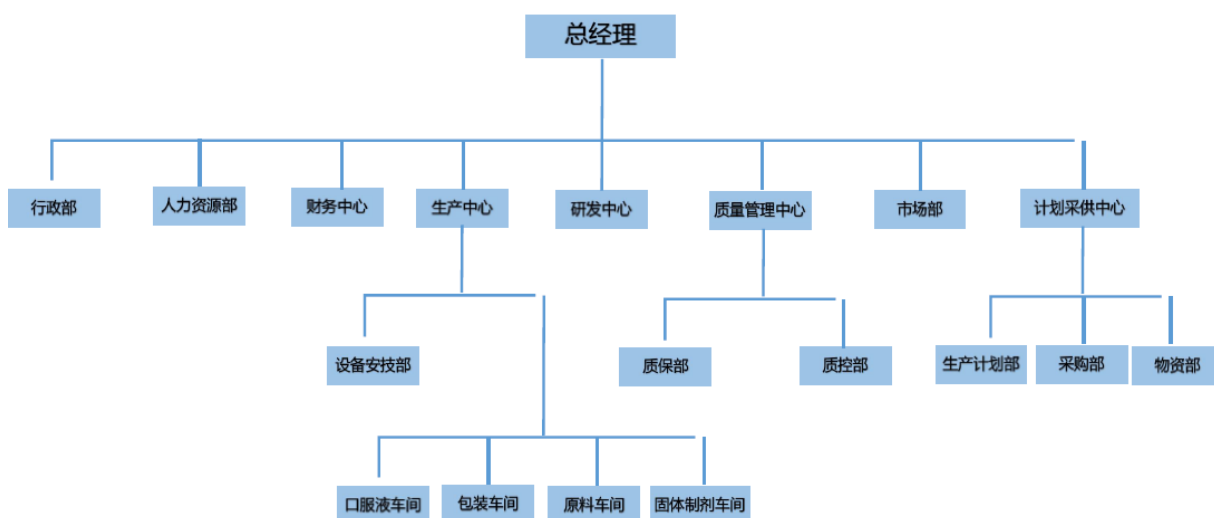 总经理
行政部
人力资源部
财务中心
生产中心
研发中心
质量管理中心
市场部
计划采供中心
设备安技部
质保部
质控部
生产计划部
采购部
物资部
口服液车间
包装车间
原料车间
固体制剂车间